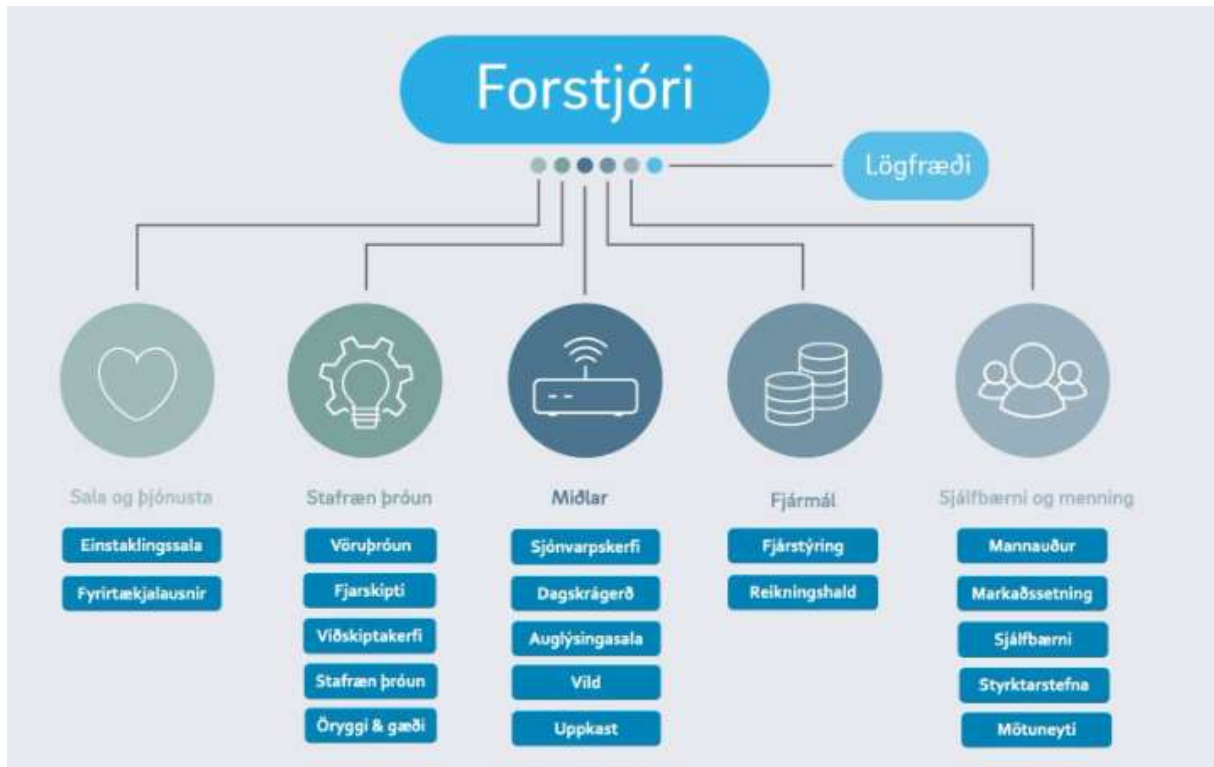 Forstjóri
Lögfræði
Sala og þjónusta
Einstaklingssala
Fyrirtækjalausnir
Stafræn þróun
Vöruþróun
Fjarskipti
Viðskiptakerfi
Stafræn þróun
Öryggi & gæði
Miðlar
Sjónvarpskerfi
Dagskrágerð
Auglýsingasala
Vild
Uppkast
Fjármál
Fjárstýring
Reikningshald
Sjálfbærni og menning
Mannauður
Markaðssetning
Sjálfbærni
Styrktarstefna
Mötuneyti